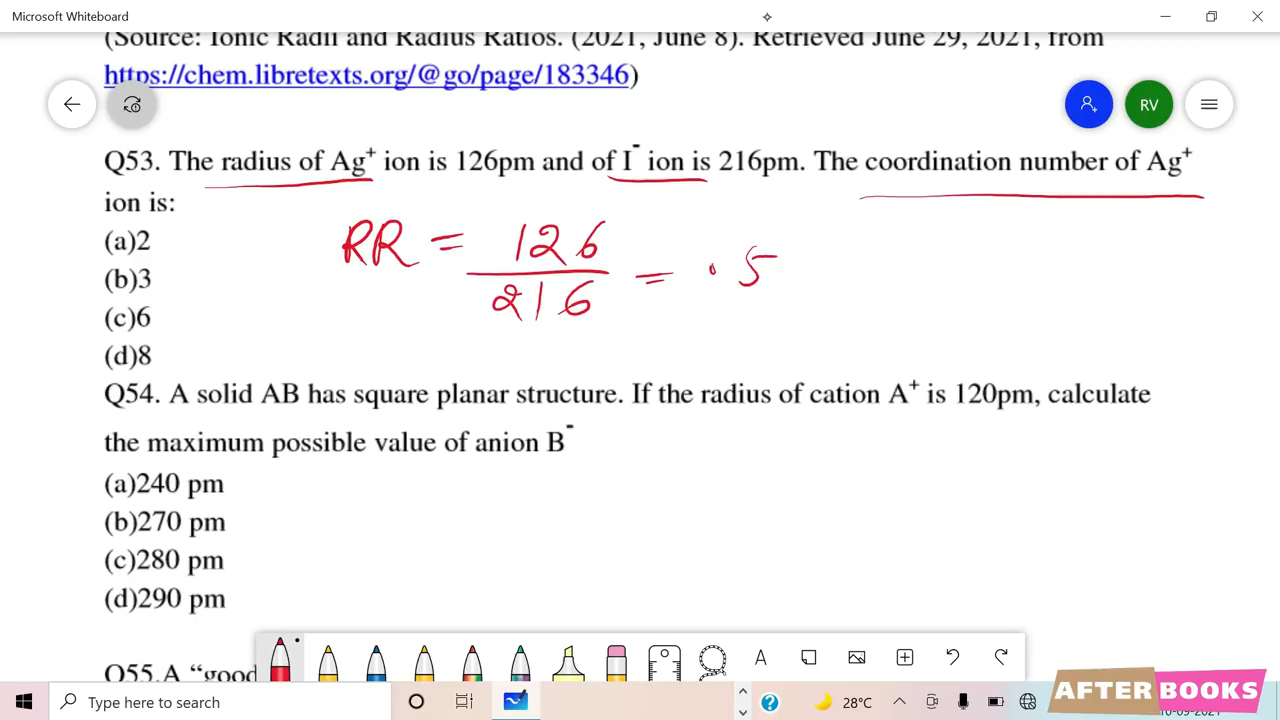 Microsoft Whiteboard
(Source: Ionic Radii and Radius Ratios. (2021, June 8). Retrieved June 29, 2021, from
https://chem.libretexts.org/@go/page/183346)
RV
Q53. The radius of Ag⁺ ion is 126pm and of I⁻ ion is 216pm. The coordination number of Ag⁺
ion is:
(a)2
(b)3
(c)6
(d)8
RR = 126/216 = .5
Q54. A solid AB has square planar structure. If the radius of cation A⁺ is 120pm, calculate
the maximum possible value of anion B⁻
(a)240 pm
(b)270 pm
(c)280 pm
(d)290 pm
Q55.A “good
A
Type here to search
28°C
AFTER BOOKS